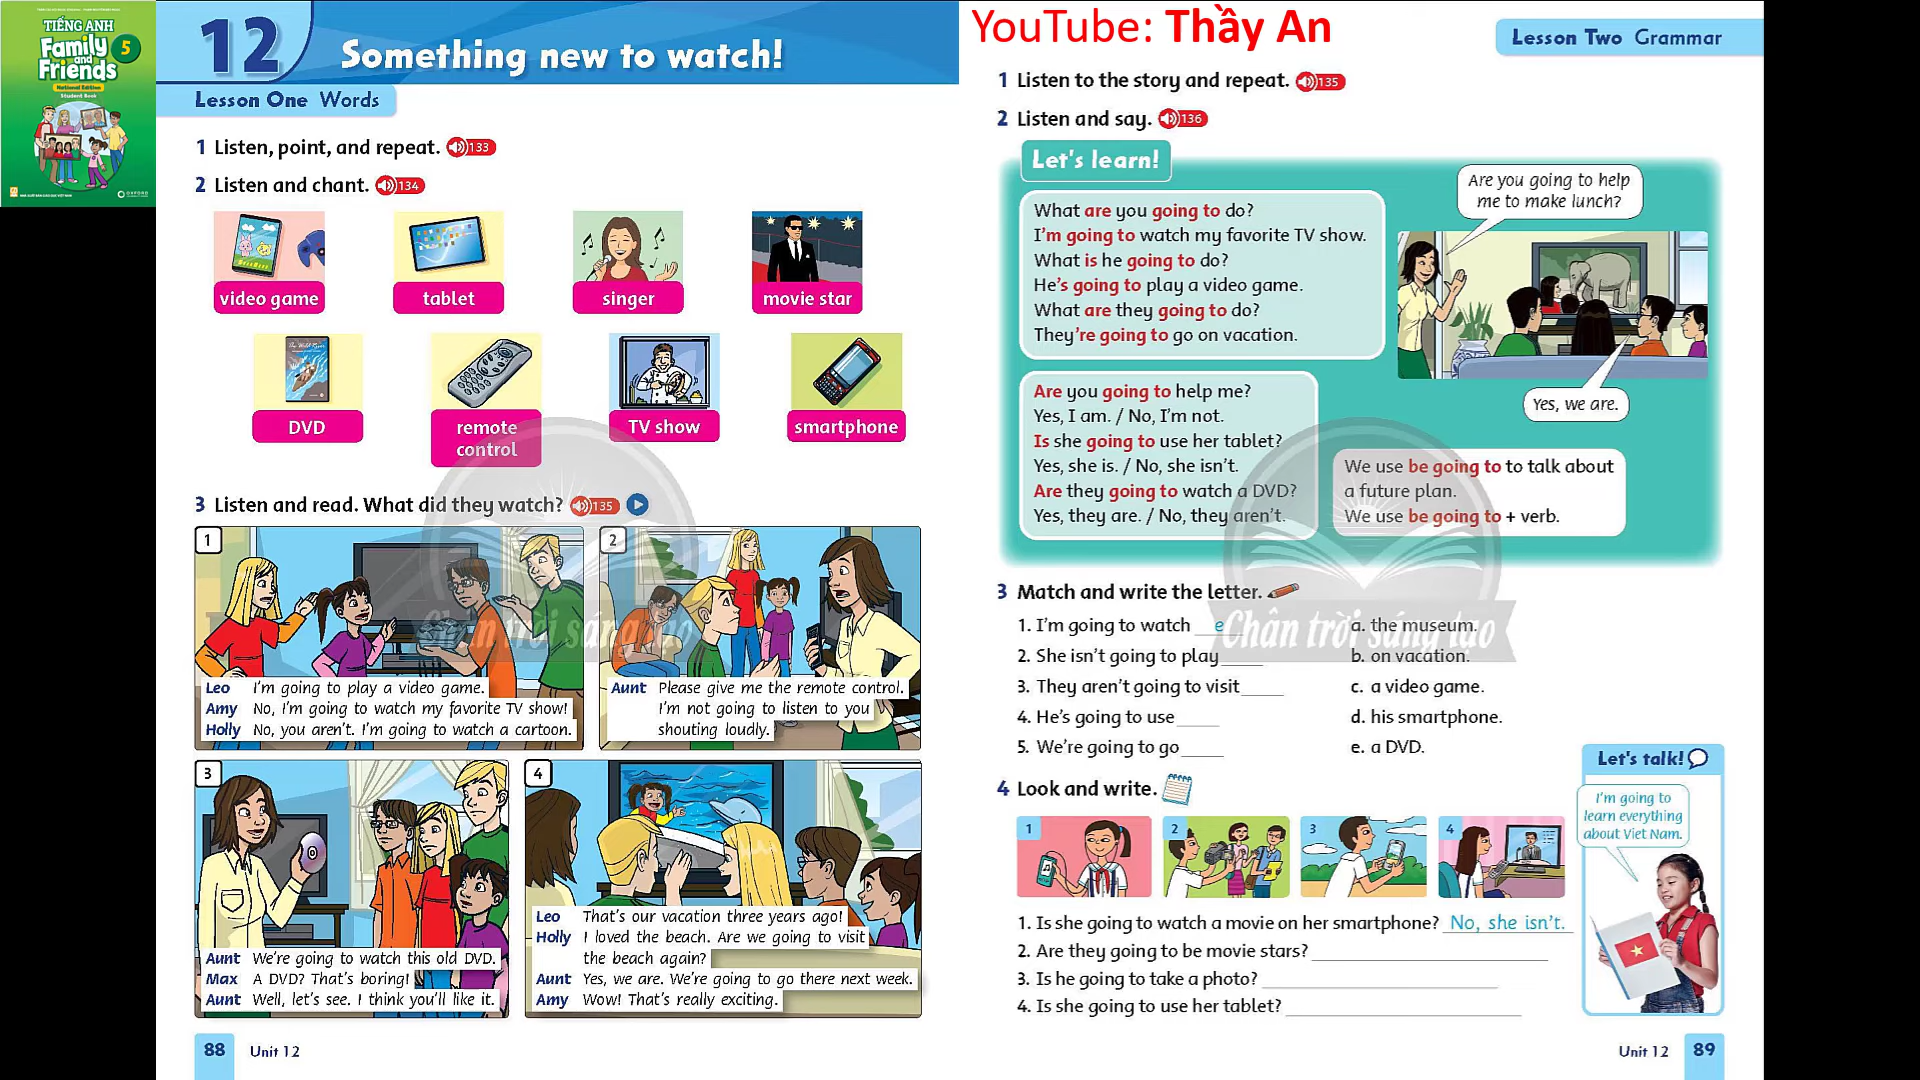 TIẾNG ANH
Family and Friends 5
National Edition
Student Book
OXFORD
12
Something new to watch!
Lesson One Words
1 Listen, point, and repeat. 133
2 Listen and chant. 134
video game
tablet
singer
movie star
DVD
remote
control
TV show
smartphone
3 Listen and read. What did they watch? 135
1
Leo I'm going to play a video game.
Amy No, I'm going to watch my favorite TV show!
Holly No, you aren't. I'm going to watch a cartoon.
2
Aunt Please give me the remote control.
I'm not going to listen to you
shouting loudly.
3
Aunt We're going to watch this old DVD.
Max A DVD? That's boring!
Aunt Well, let's see. I think you'll like it.
4
Leo That's our vacation three years ago!
Holly I loved the beach. Are we going to visit
the beach again?
Aunt Yes, we are. We're going to go there next week.
Amy Wow! That's really exciting.
88 Unit 12
Chân trời sáng tạo
YouTube: Thầy An
Lesson Two Grammar
1 Listen to the story and repeat. 135
2 Listen and say. 136
Let's learn!
What are you going to do?
I'm going to watch my favorite TV show.
What is he going to do?
He's going to play a video game.
What are they going to do?
They're going to go on vacation.
Are you going to help
me to make lunch?
Yes, we are.
Are you going to help me?
Yes, I am. / No, I'm not.
Is she going to use her tablet?
Yes, she is. / No, she isn't.
Are they going to watch a DVD?
Yes, they are. / No, they aren't.
We use be going to to talk about
a future plan.
We use be going to + verb.
3 Match and write the letter.
1. I'm going to watch e a. the museum.
2. She isn't going to play____ b. on vacation.
3. They aren't going to visit____ c. a video game.
4. He's going to use ____ d. his smartphone.
5. We're going to go____ e. a DVD.
Chân trời sáng tạo
4 Look and write.
1
2
3
4
1. Is she going to watch a movie on her smartphone? No, she isn't.
2. Are they going to be movie stars? ____
3. Is he going to take a photo? ____
4. Is she going to use her tablet? ____
Let's talk!
I'm going to
learn everything
about Viet Nam.
Unit 12 89